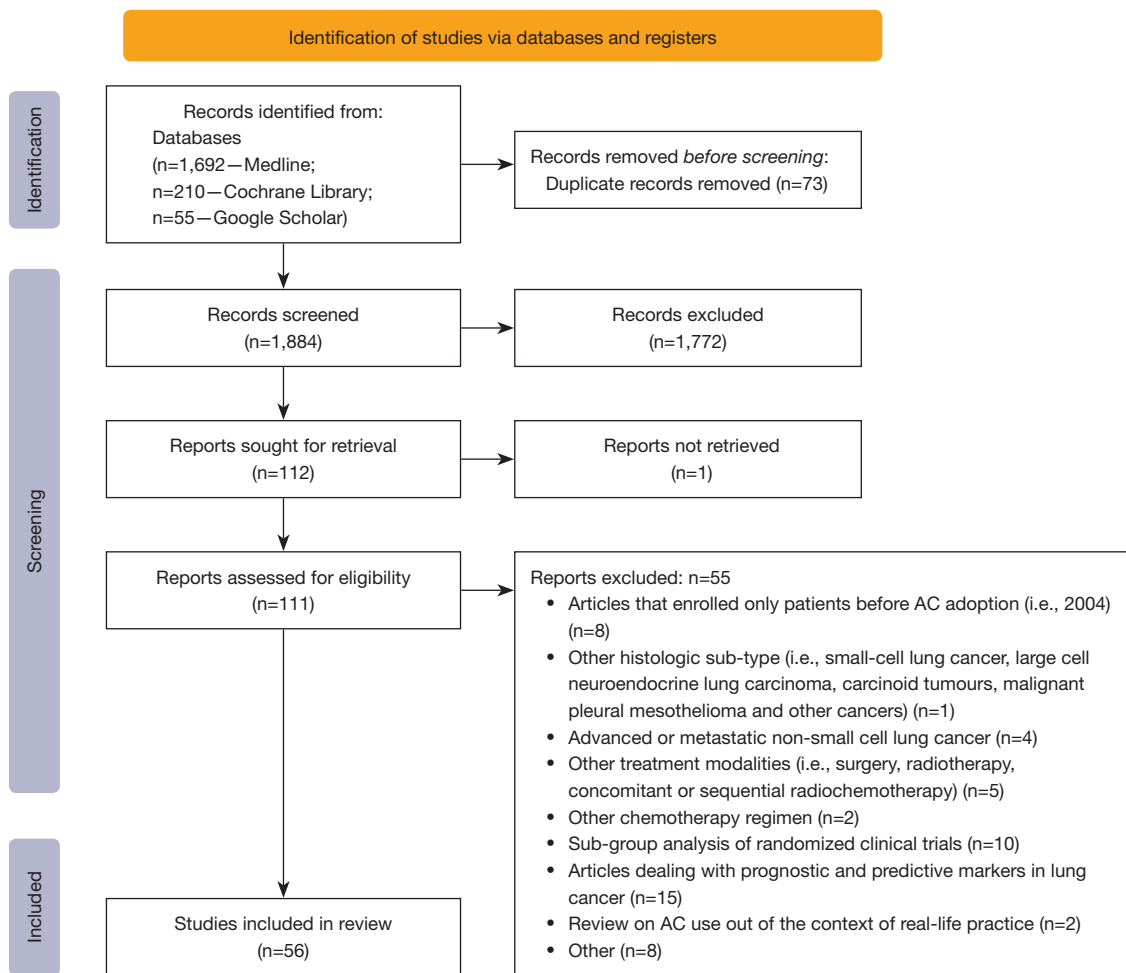 Identification of studies via databases and registers
Identification
Records identified from:
Databases
(n=1,692—Medline;
n=210—Cochrane Library;
n=55—Google Scholar)
Records removed before screening:
Duplicate records removed (n=73)
Screening
Records screened
(n=1,884)
Records excluded
(n=1,772)
Reports sought for retrieval
(n=112)
Reports not retrieved
(n=1)
Reports assessed for eligibility
(n=111)
Reports excluded: n=55
• Articles that enrolled only patients before AC adoption (i.e., 2004)
(n=8)
• Other histologic sub-type (i.e., small-cell lung cancer, large cell
neuroendocrine lung carcinoma, carcinoid tumours, malignant
pleural mesothelioma and other cancers) (n=1)
• Advanced or metastatic non-small cell lung cancer (n=4)
• Other treatment modalities (i.e., surgery, radiotherapy,
concomitant or sequential radiochemotherapy) (n=5)
• Other chemotherapy regimen (n=2)
• Sub-group analysis of randomized clinical trials (n=10)
• Articles dealing with prognostic and predictive markers in lung
cancer (n=15)
• Review on AC use out of the context of real-life practice (n=2)
• Other (n=8)
Included
Studies included in review
(n=56)